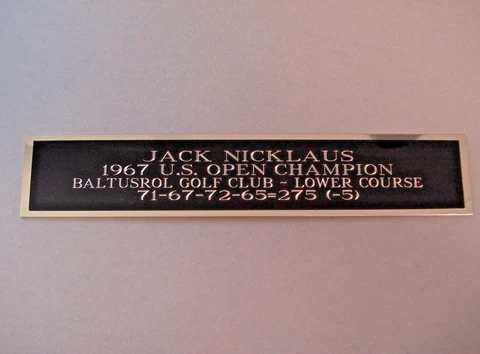 JACK NICKLAUS
1967 U.S. OPEN CHAMPION
BALTUSROL GOLF CLUB - LOWER COURSE
71-67-72-65=275 (-5)